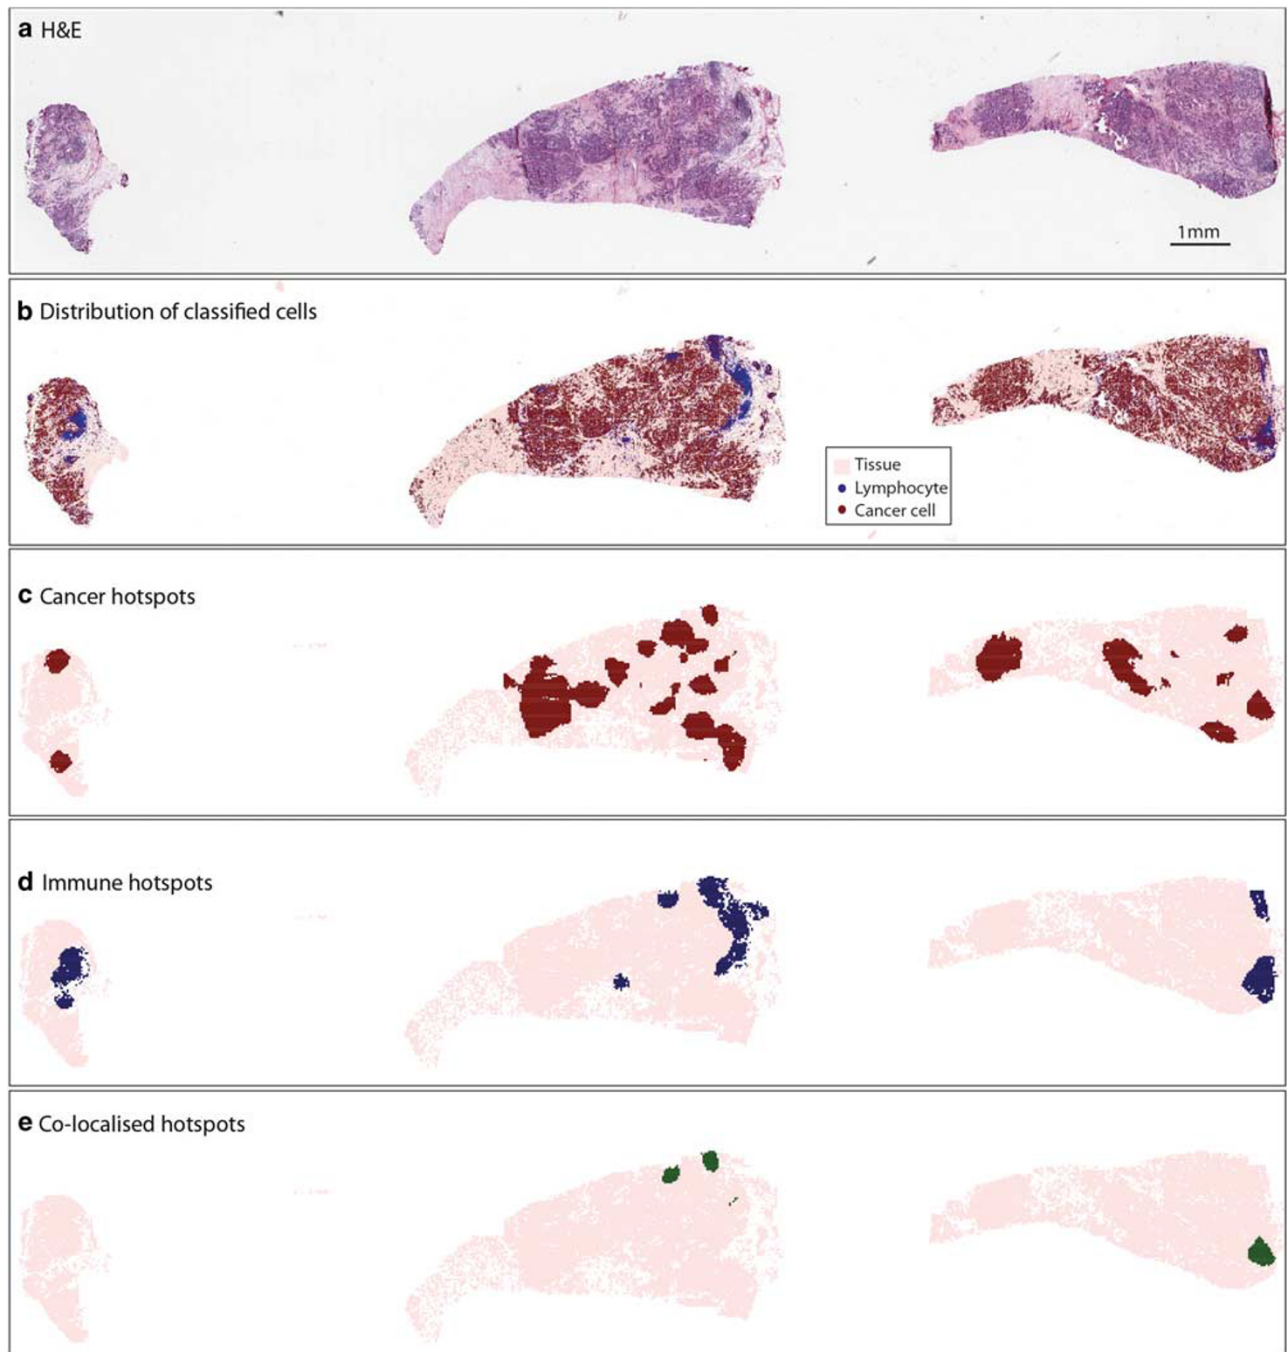 a H&E
1mm
b Distribution of classified cells
Tissue
Lymphocyte
Cancer cell
c Cancer hotspots
d Immune hotspots
e Co-localised hotspots